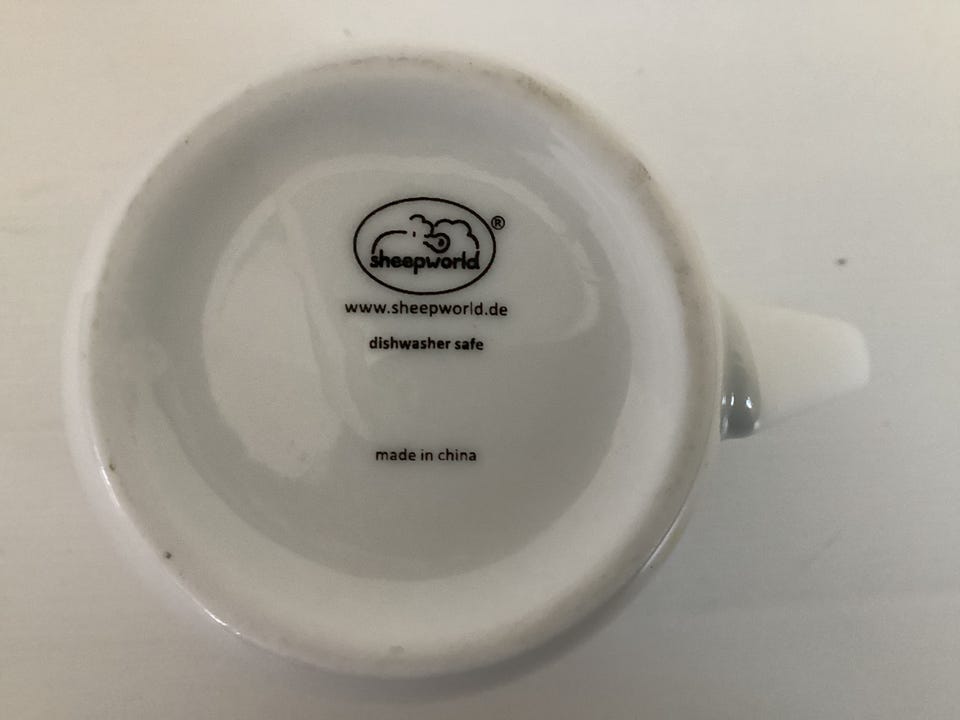 sheepworld ®
www.sheepworld.de
dishwasher safe
made in china